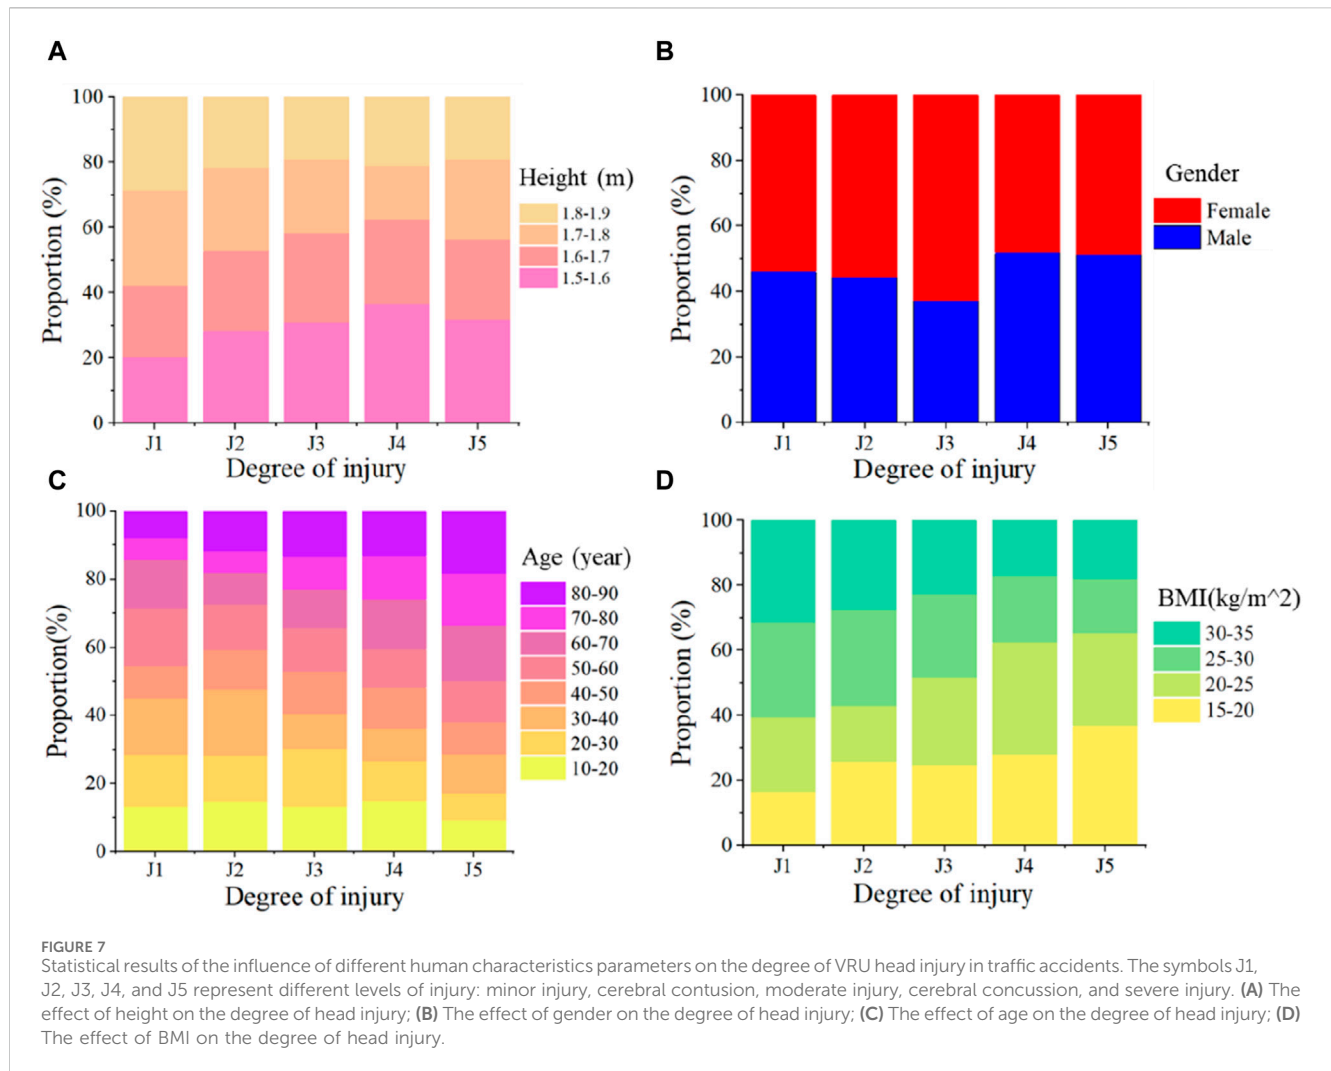 A
100
80
60
40
20
0
Proportion (%)
J1 J2 J3 J4 J5
Degree of injury
Height (m)
1.8-1.9
1.7-1.8
1.6-1.7
1.5-1.6
B
100
80
60
40
20
0
Proportion (%)
J1 J2 J3 J4 J5
Degree of injury
Gender
Female
Male
C
100
80
60
40
20
0
Proportion(%)
J1 J2 J3 J4 J5
Degree of injury
Age (year)
80-90
70-80
60-70
50-60
40-50
30-40
20-30
10-20
D
100
80
60
40
20
0
Proportion (%)
J1 J2 J3 J4 J5
Degree of injury
BMI(kg/m^2)
30-35
25-30
20-25
15-20
FIGURE 7
Statistical results of the influence of different human characteristics parameters on the degree of VRU head injury in traffic accidents. The symbols J1,
J2, J3, J4, and J5 represent different levels of injury: minor injury, cerebral contusion, moderate injury, cerebral concussion, and severe injury. (A) The
effect of height on the degree of head injury; (B) The effect of gender on the degree of head injury; (C) The effect of age on the degree of head injury; (D)
The effect of BMI on the degree of head injury.